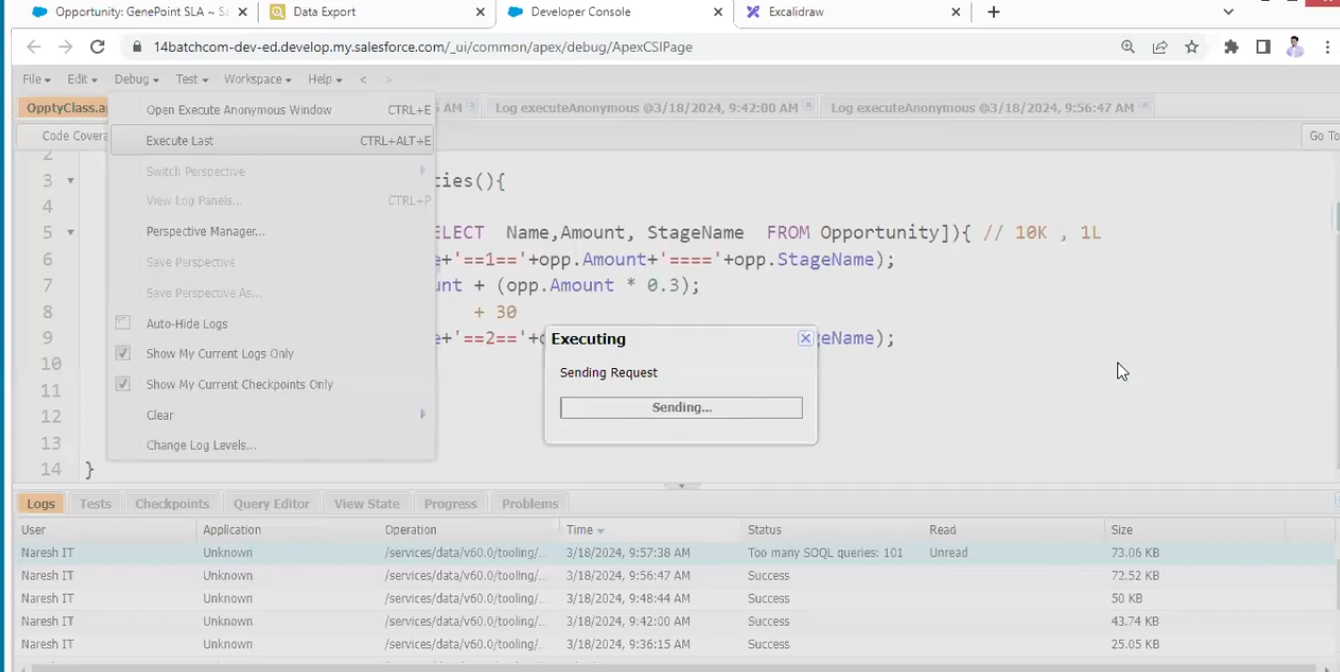 Opportunity: GenePoint SLA ~ Sa
Data Export
Developer Console
Excalidraw
14batchcom-dev-ed.develop.my.salesforce.com/_ui/common/apex/debug/ApexCSIPage
File Edit Debug Test Workspace Help < >
OpptyClass.ap
AM
Log executeAnonymous @3/18/2024, 9:42:00 AM
Log executeAnonymous @3/18/2024, 9:56:47 AM
Code Covera
Go To
Open Execute Anonymous Window CTRL+E
Execute Last CTRL+ALT+E
Switch Perspective
View Log Panels... CTRL+P
Perspective Manager...
Save Perspective
Save Perspective As...
Auto-Hide Logs
Show My Current Logs Only
Show My Current Checkpoints Only
Clear
Change Log Levels...
2
3 ties(){
4
5 ELECT Name,Amount, StageName FROM Opportunity]){ // 10K , 1L
6 e+'==1=='+opp.Amount+'===='+opp.StageName);
7 unt + (opp.Amount * 0.3);
8 + 30
9 e+'==2=='+o geName);
10
11
12
13
14 }
Executing
Sending Request
Sending...
Logs Tests Checkpoints Query Editor View State Progress Problems
User Application Operation Time Status Read Size
Naresh IT Unknown /services/data/v60.0/tooling/... 3/18/2024, 9:57:38 AM Too many SOQL queries: 101 Unread 73.06 KB
Naresh IT Unknown /services/data/v60.0/tooling/... 3/18/2024, 9:56:47 AM Success 72.52 KB
Naresh IT Unknown /services/data/v60.0/tooling/... 3/18/2024, 9:48:44 AM Success 50 KB
Naresh IT Unknown /services/data/v60.0/tooling/... 3/18/2024, 9:42:00 AM Success 43.74 KB
Naresh IT Unknown /services/data/v60.0/tooling/... 3/18/2024, 9:36:15 AM Success 25.05 KB